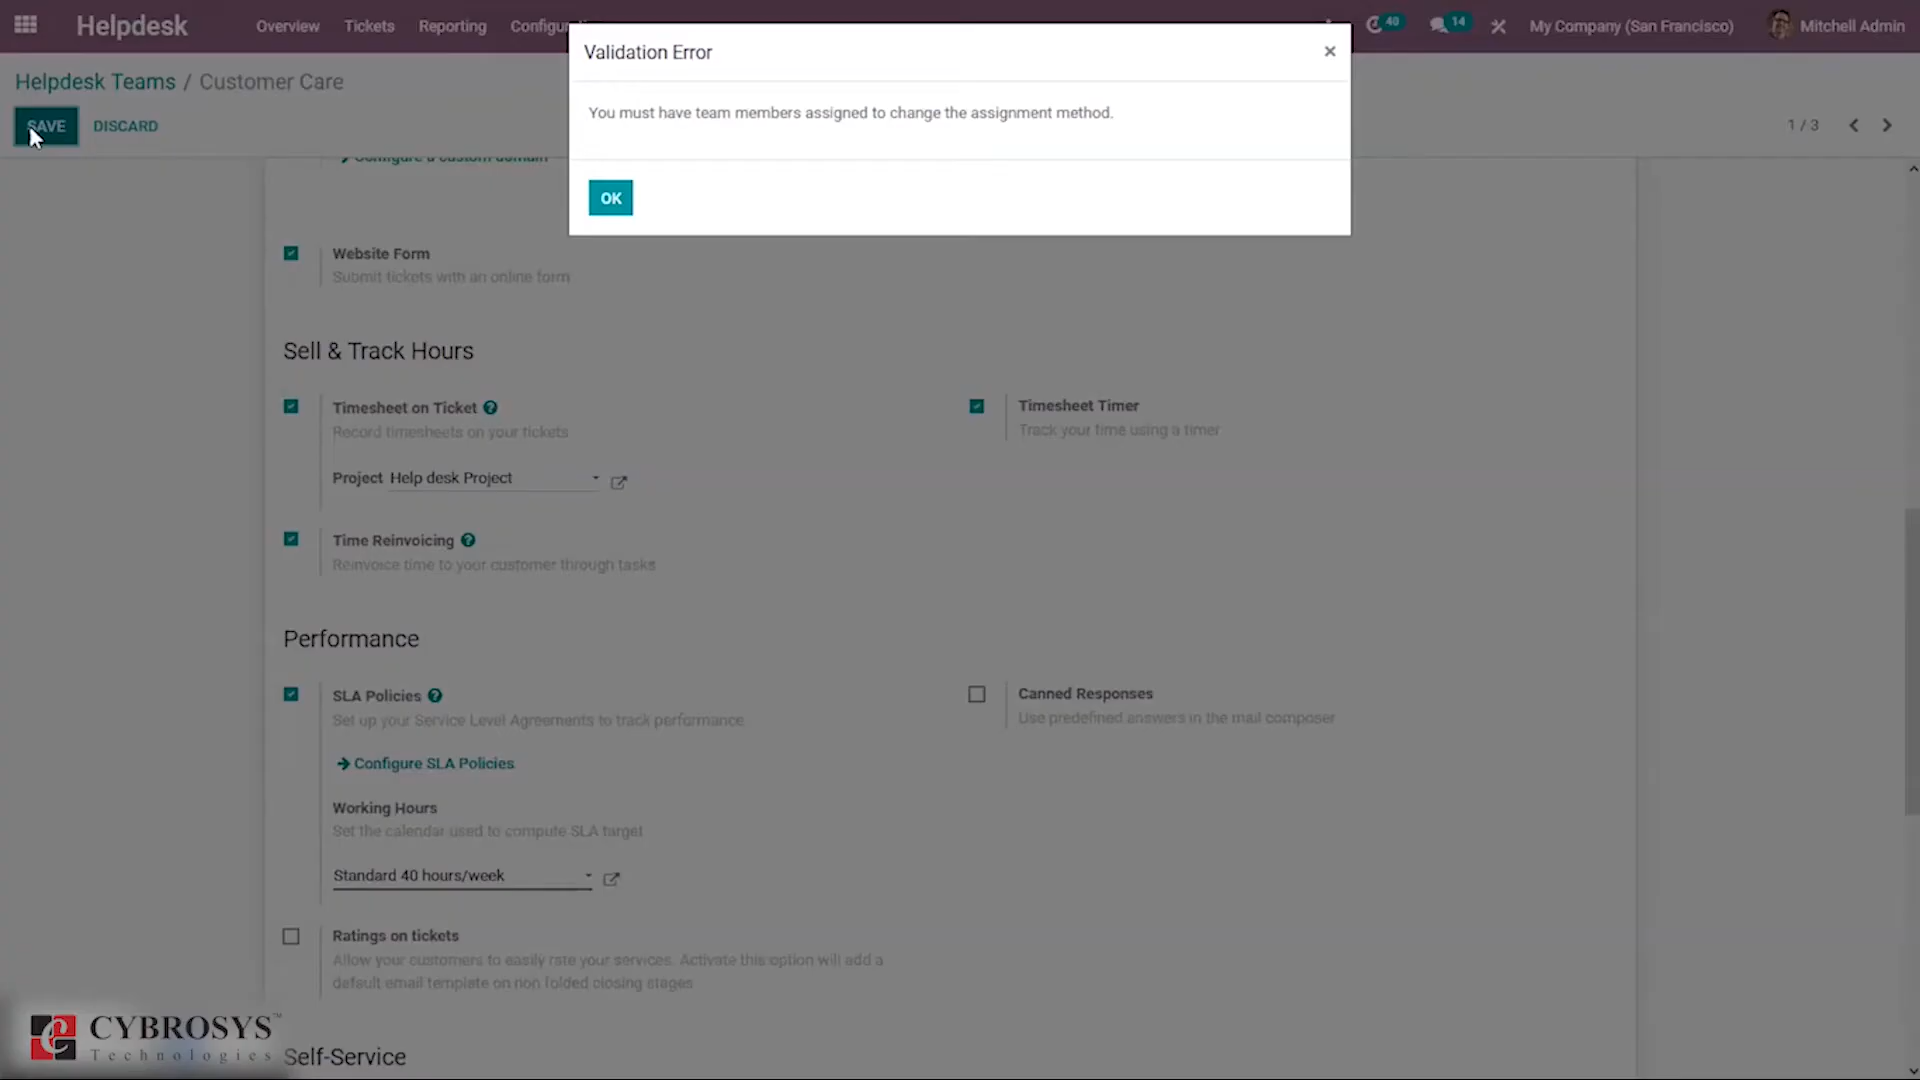 Helpdesk Overview Tickets Reporting 40 14 My Company (San Francisco) Mitchell Admin
Validation Error ×
Helpdesk Teams / Customer Care
You must have team members assigned to change the assignment method.
SAVE DISCARD 1 / 3
Configure a custom domain
OK
Website Form
Submit tickets with an online form
Sell & Track Hours
Timesheet on Ticket ? Timesheet Timer
Record timesheets on your tickets Track your time using a timer
Project Help desk Project
Time Reinvoicing ?
Reinvoice time to your customer through tasks
Performance
SLA Policies ? Canned Responses
Set up your Service Level Agreements to track performance Use predefined answers in the mail composer
Configure SLA Policies
Working Hours
Set the calendar used to compute SLA target
Standard 40 hours/week
Ratings on tickets
Allow your customers to easily rate your services. Activate this option will add a
default email template on non folded closing stages
CYBROSYS™
Technologies
Self-Service